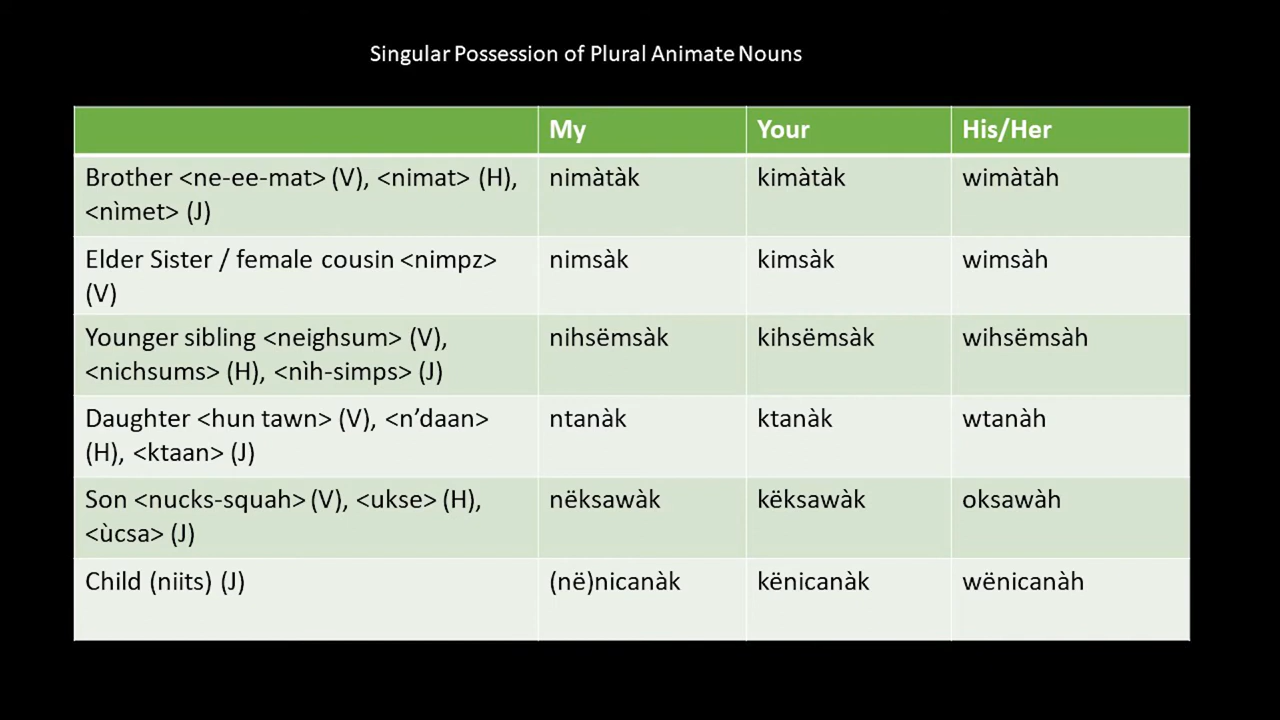 Singular Possession of Plural Animate Nouns
My Your His/Her
Brother <ne-ee-mat> (V), <nimat> (H), nimàtàk kimàtàk wimàtàh
<nìmet> (J)
Elder Sister / female cousin <nimpz> nimsàk kimsàk wimsàh
(V)
Younger sibling <neighsum> (V), nihsëmsàk kihsëmsàk wihsëmsàh
<nichsums> (H), <nìh-simps> (J)
Daughter <hun tawn> (V), <n’daan> ntanàk ktanàk wtanàh
(H), <ktaan> (J)
Son <nucks-squah> (V), <ukse> (H), nëksawàk këksawàk oksawàh
<ùcsa> (J)
Child (niits) (J) (në)nicanàk kënicanàk wënicanàh